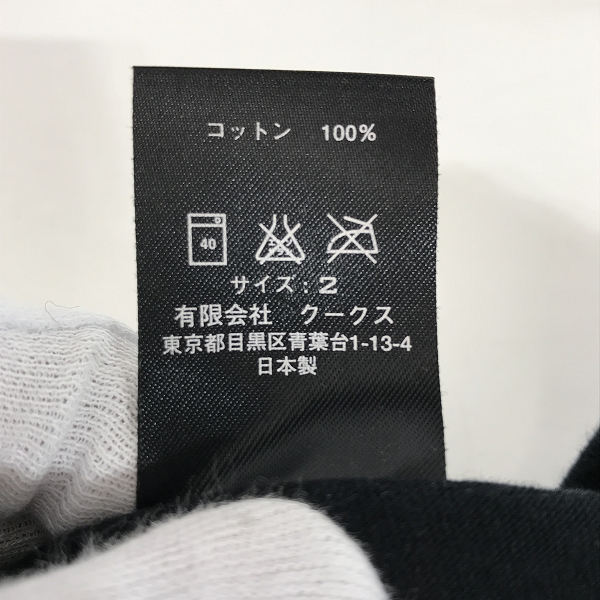 コットン 100%
40
サイズ：2
有限会社 クークス
東京都目黒区青葉台1-13-4
日本製